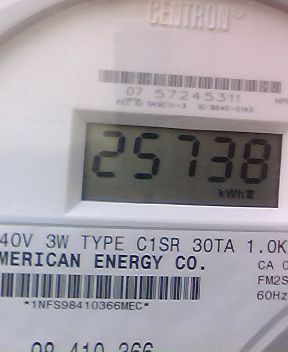 CENTRON®
07 57245311
25738
kWh
40V 3W TYPE C1SR 30TA 1.0K
MERICAN ENERGY CO.
CA 0
FM2S
60Hz
*1NFS98410366MEC*
98 410 366